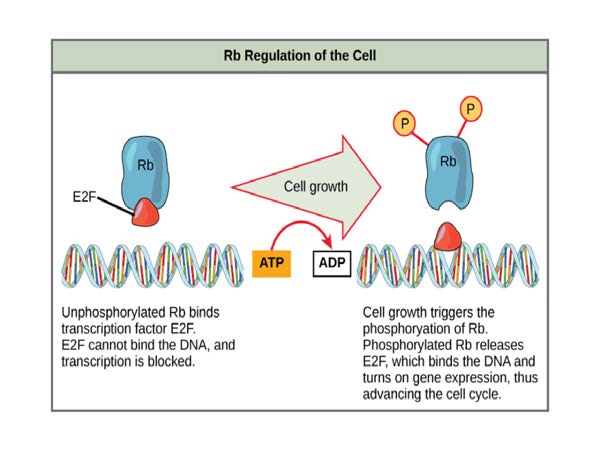 Rb Regulation of the Cell
P
P
Rb
Rb
Cell growth
E2F
ATP
ADP
Unphosphorylated Rb binds
transcription factor E2F.
E2F cannot bind the DNA, and
transcription is blocked.
Cell growth triggers the
phosphoryation of Rb.
Phosphorylated Rb releases
E2F, which binds the DNA and
turns on gene expression, thus
advancing the cell cycle.